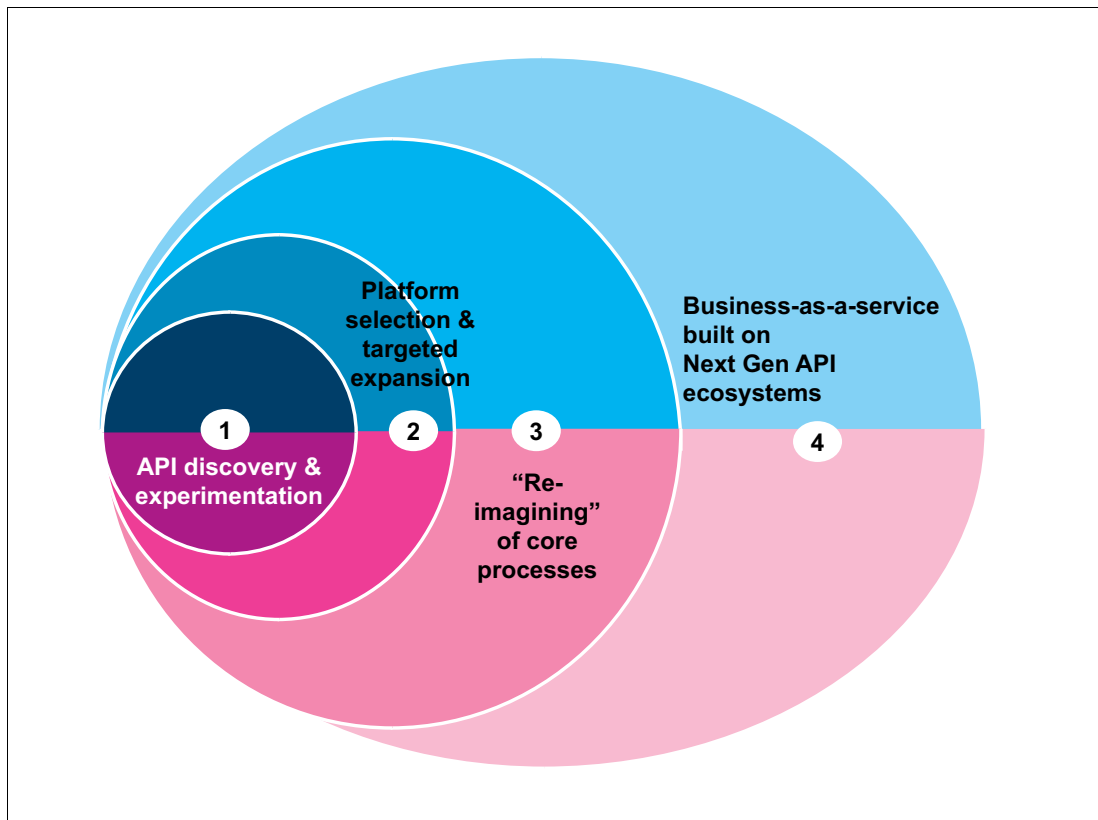 1
API discovery &
experimentation
Platform
selection &
targeted
expansion
2
3
“Re-
imagining”
of core
processes
Business-as-a-service
built on
Next Gen API
ecosystems
4